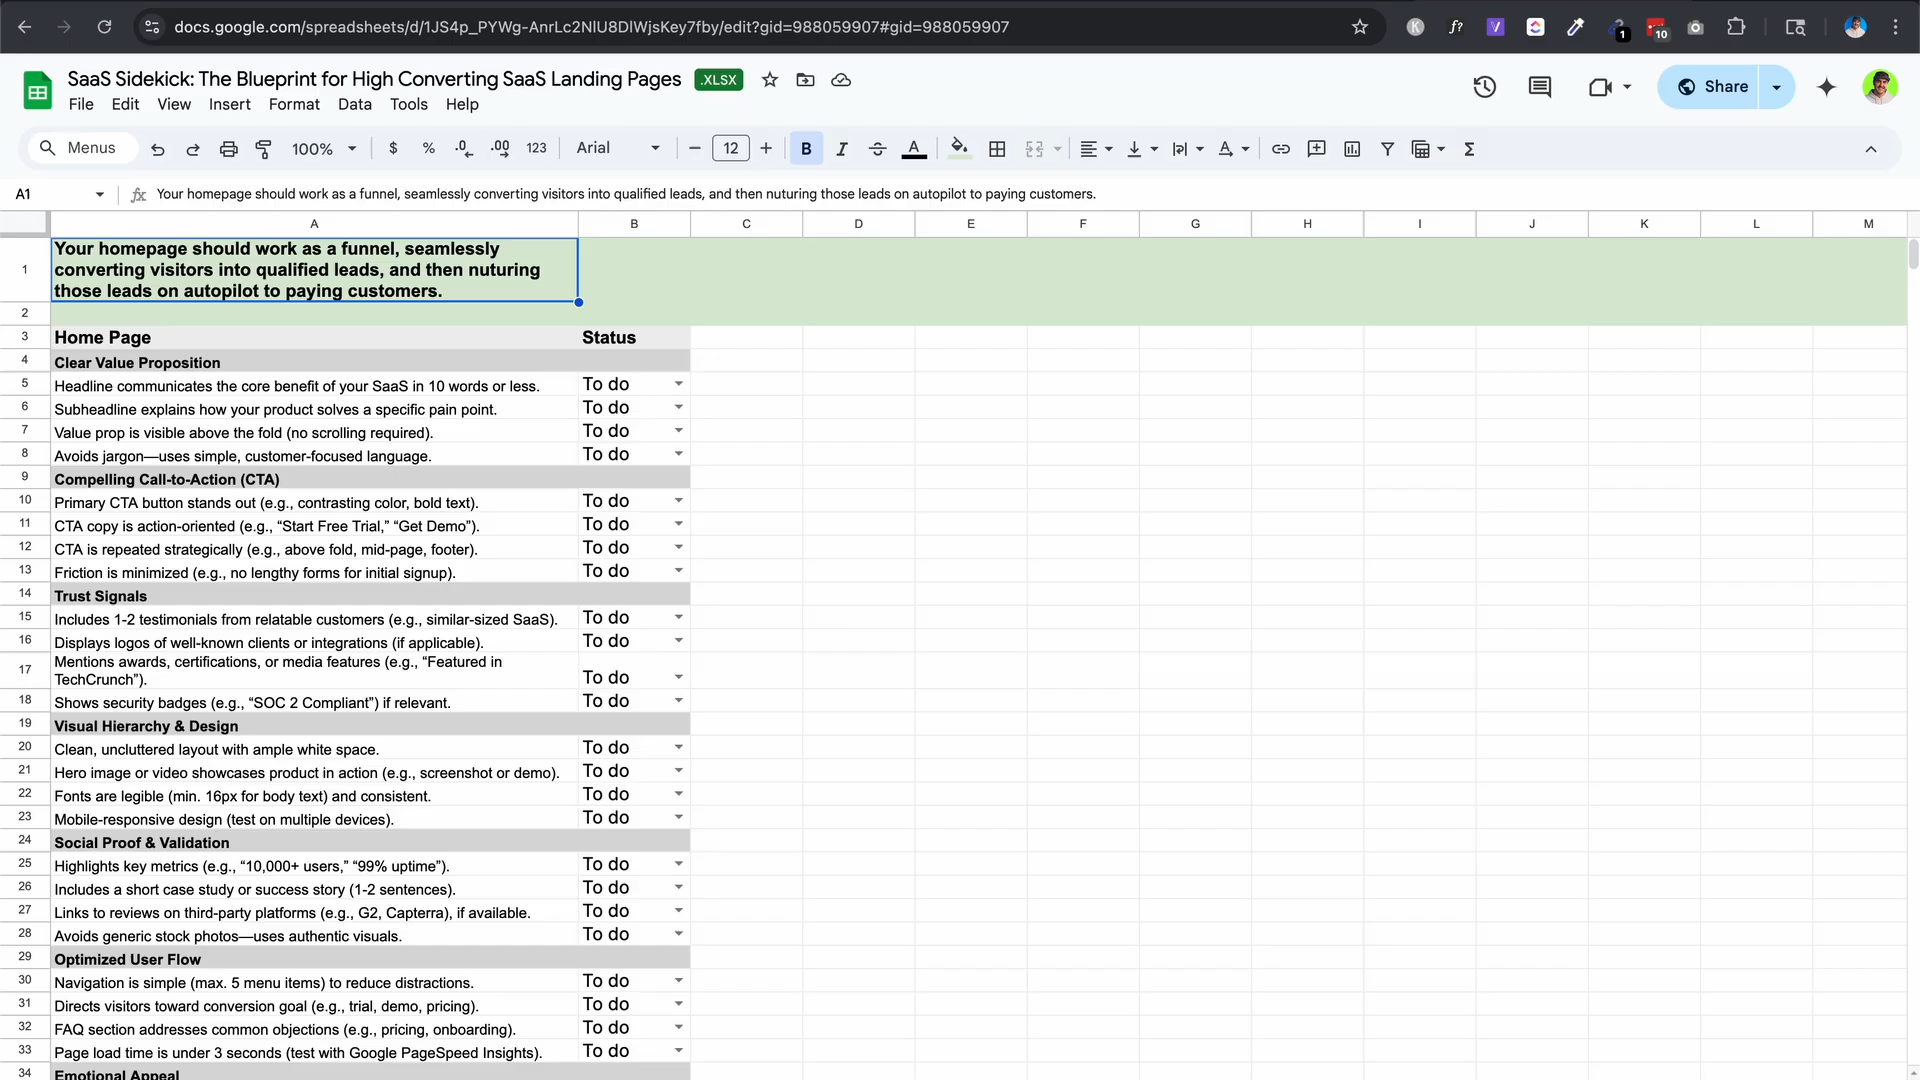 docs.google.com/spreadsheets/d/1JS4p_PYWg-AnrLc2NlU8DlWjsKey7fby/edit?gid=988059907#gid=988059907
K f? V 1 10
SaaS Sidekick: The Blueprint for High Converting SaaS Landing Pages .XLSX
File Edit View Insert Format Data Tools Help
Share
Menus 100% $ % .0 .00 123 Arial 12 B I A
A1 fx Your homepage should work as a funnel, seamlessly converting visitors into qualified leads, and then nuturing those leads on autopilot to paying customers.
A B C D E F G H I J K L M
1 Your homepage should work as a funnel, seamlessly
converting visitors into qualified leads, and then nuturing
those leads on autopilot to paying customers.
2
3 Home Page Status
4 Clear Value Proposition
5 Headline communicates the core benefit of your SaaS in 10 words or less. To do
6 Subheadline explains how your product solves a specific pain point. To do
7 Value prop is visible above the fold (no scrolling required). To do
8 Avoids jargon—uses simple, customer-focused language. To do
9 Compelling Call-to-Action (CTA)
10 Primary CTA button stands out (e.g., contrasting color, bold text). To do
11 CTA copy is action-oriented (e.g., “Start Free Trial,” “Get Demo”). To do
12 CTA is repeated strategically (e.g., above fold, mid-page, footer). To do
13 Friction is minimized (e.g., no lengthy forms for initial signup). To do
14 Trust Signals
15 Includes 1-2 testimonials from relatable customers (e.g., similar-sized SaaS). To do
16 Displays logos of well-known clients or integrations (if applicable). To do
17 Mentions awards, certifications, or media features (e.g., “Featured in
TechCrunch”). To do
18 Shows security badges (e.g., “SOC 2 Compliant”) if relevant. To do
19 Visual Hierarchy & Design
20 Clean, uncluttered layout with ample white space. To do
21 Hero image or video showcases product in action (e.g., screenshot or demo). To do
22 Fonts are legible (min. 16px for body text) and consistent. To do
23 Mobile-responsive design (test on multiple devices). To do
24 Social Proof & Validation
25 Highlights key metrics (e.g., “10,000+ users,” “99% uptime”). To do
26 Includes a short case study or success story (1-2 sentences). To do
27 Links to reviews on third-party platforms (e.g., G2, Capterra), if available. To do
28 Avoids generic stock photos—uses authentic visuals. To do
29 Optimized User Flow
30 Navigation is simple (max. 5 menu items) to reduce distractions. To do
31 Directs visitors toward conversion goal (e.g., trial, demo, pricing). To do
32 FAQ section addresses common objections (e.g., pricing, onboarding). To do
33 Page load time is under 3 seconds (test with Google PageSpeed Insights). To do
34 Emotional Appeal